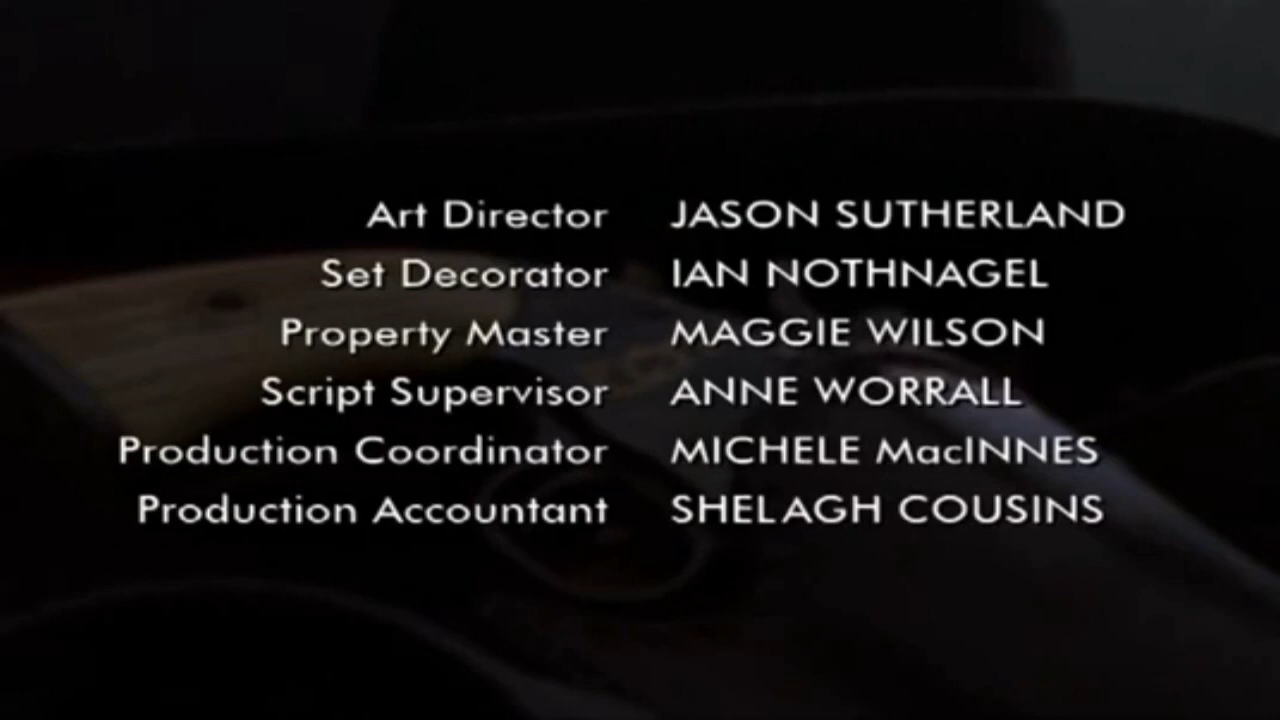 Art Director JASON SUTHERLAND
Set Decorator IAN NOTHNAGEL
Property Master MAGGIE WILSON
Script Supervisor ANNE WORRALL
Production Coordinator MICHELE MacINNES
Production Accountant SHELAGH COUSINS